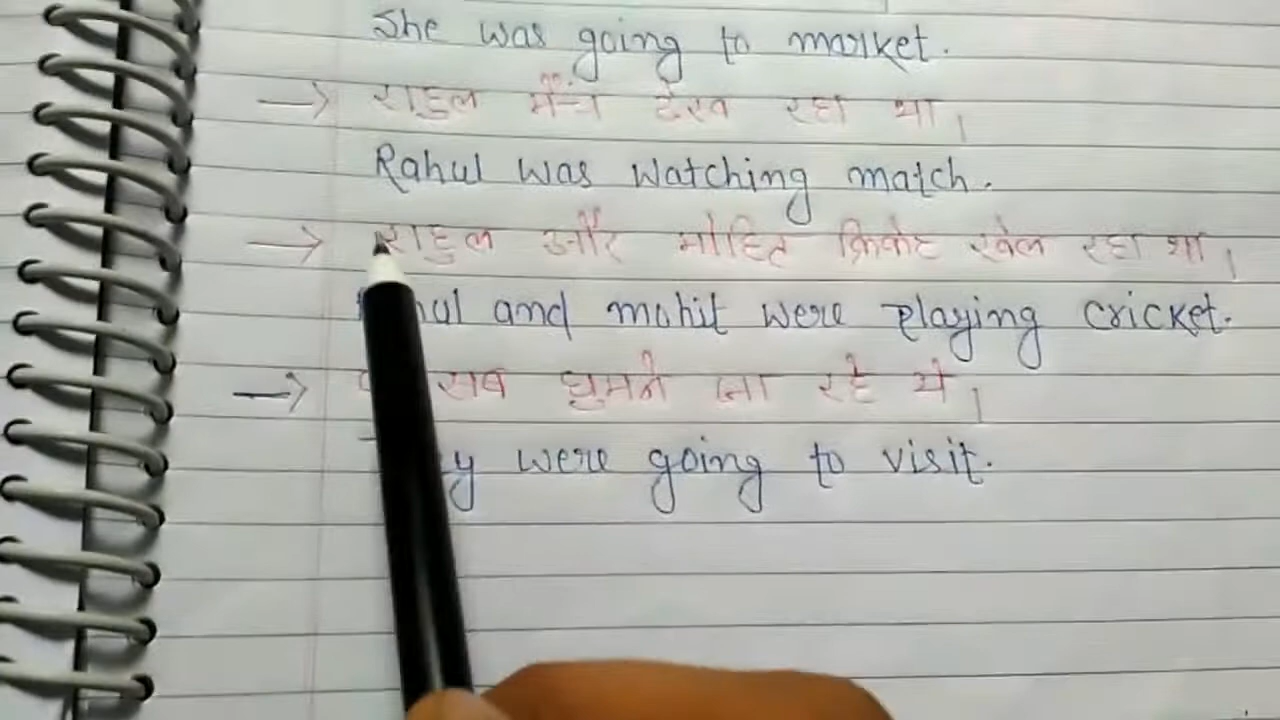 She was going to market.
→ राहुल मैच देख रहा था।
Rahul was watching match.
→ राहुल और मोहित क्रिकेट खेल रहा था।
and mohit were playing cricket.
→ सब घुमने जा रहे थे।
were going to visit.